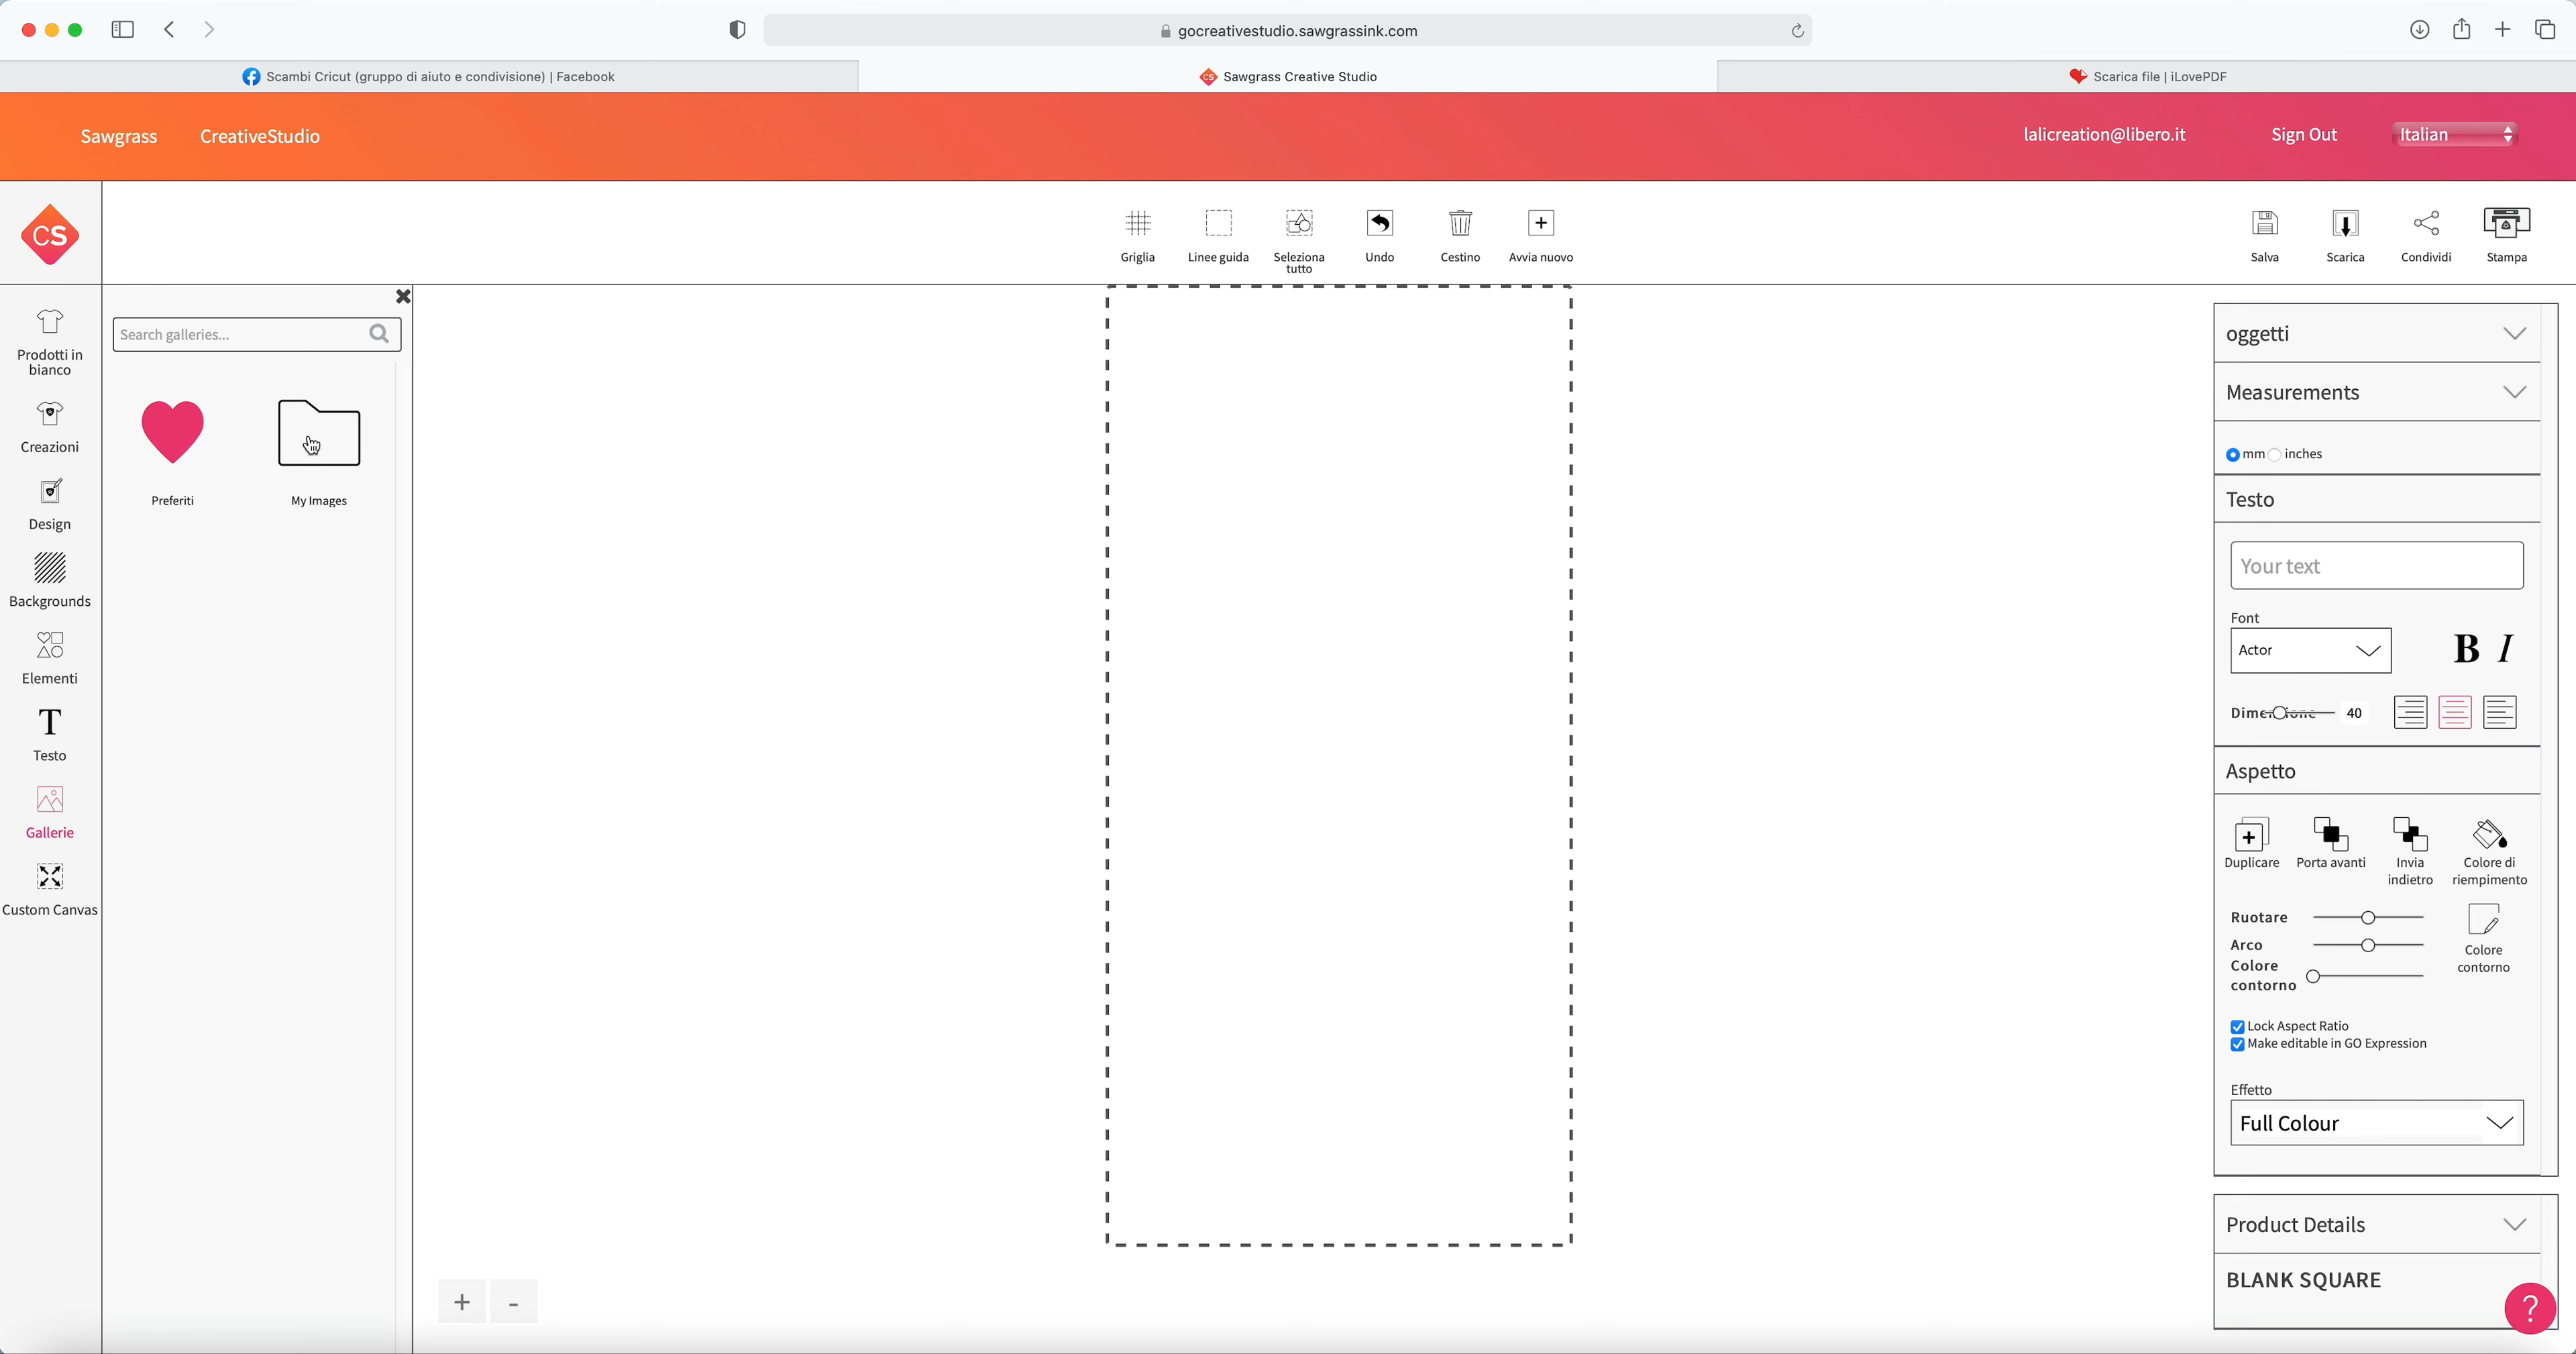 gocreativestudio.sawgrassink.com
Scambi Cricut (gruppo di aiuto e condivisione) | Facebook
CS
Sawgrass Creative Studio
Scarica file | iLovePDF
Sawgrass
CreativeStudio
lalicreation@libero.it
Sign Out
Italian
CS
Griglia
Linee guida
Seleziona
tutto
Undo
Cestino
Avvia nuovo
Salva
Scarica
Condividi
Stampa
Prodotti in
bianco
Creazioni
Design
Backgrounds
Elementi
T
Testo
Gallerie
Custom Canvas
Search galleries...
Preferiti
My Images
+
-
oggetti
Measurements
mm
inches
Testo
Your text
Font
Actor
B I
Dimensione
40
Aspetto
Duplicare
Porta avanti
Invia
indietro
Colore di
riempimento
Ruotare
Arco
Colore
contorno
Colore
contorno
Lock Aspect Ratio
Make editable in GO Expression
Effetto
Full Colour
Product Details
BLANK SQUARE
?